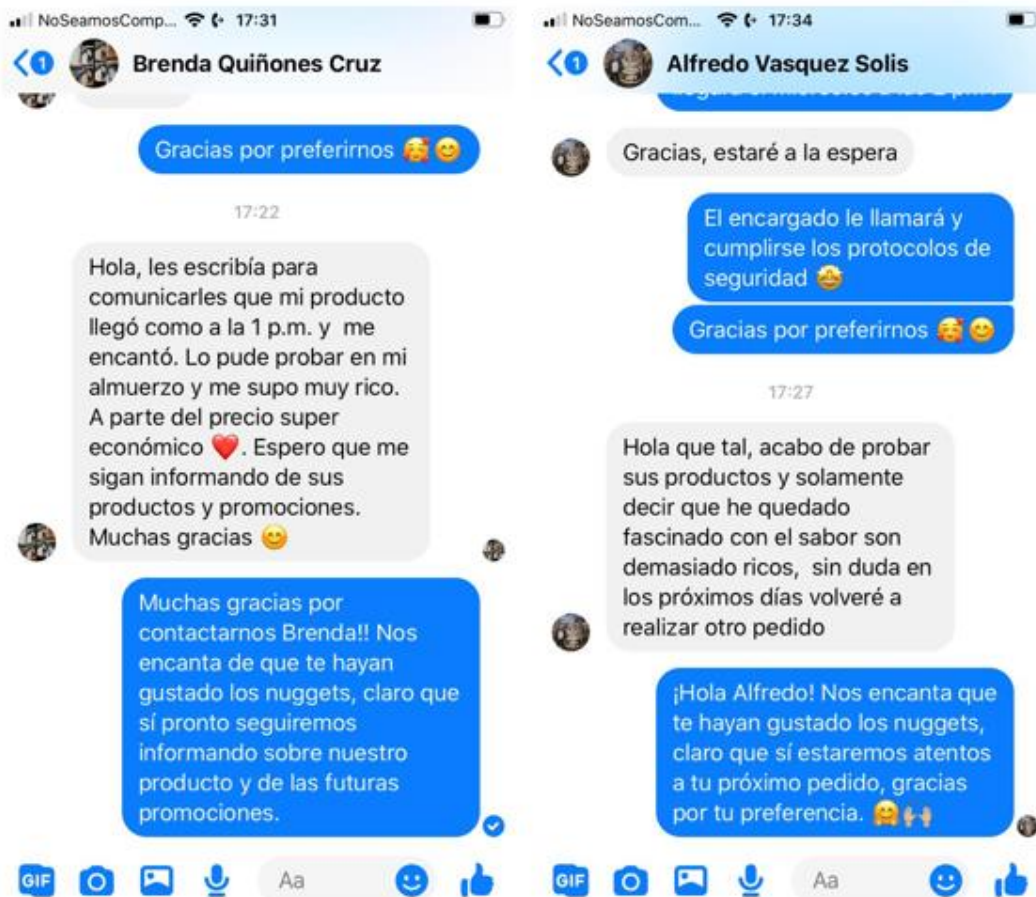 NoSeamosComp... 17:31
1
Brenda Quiñones Cruz
Gracias por preferirnos 🥰😊
17:22
Hola, les escribía para
comunicarles que mi producto
llegó como a la 1 p.m. y me
encantó. Lo pude probar en mi
almuerzo y me supo muy rico.
A parte del precio super
económico ❤️. Espero que me
sigan informando de sus
productos y promociones.
Muchas gracias 😊
Muchas gracias por
contactarnos Brenda!! Nos
encanta de que te hayan
gustado los nuggets, claro que
sí pronto seguiremos
informando sobre nuestro
producto y de las futuras
promociones.
GIF
Aa
NoSeamosCom... 17:34
1
Alfredo Vasquez Solis
Gracias, estaré a la espera
El encargado le llamará y
cumplirse los protocolos de
seguridad 🤩
Gracias por preferirnos 🥰😊
17:27
Hola que tal, acabo de probar
sus productos y solamente
decir que he quedado
fascinado con el sabor son
demasiado ricos, sin duda en
los próximos días volveré a
realizar otro pedido
¡Hola Alfredo! Nos encanta que
te hayan gustado los nuggets,
claro que sí estaremos atentos
a tu próximo pedido, gracias
por tu preferencia. 🤗🙌🏼
GIF
Aa